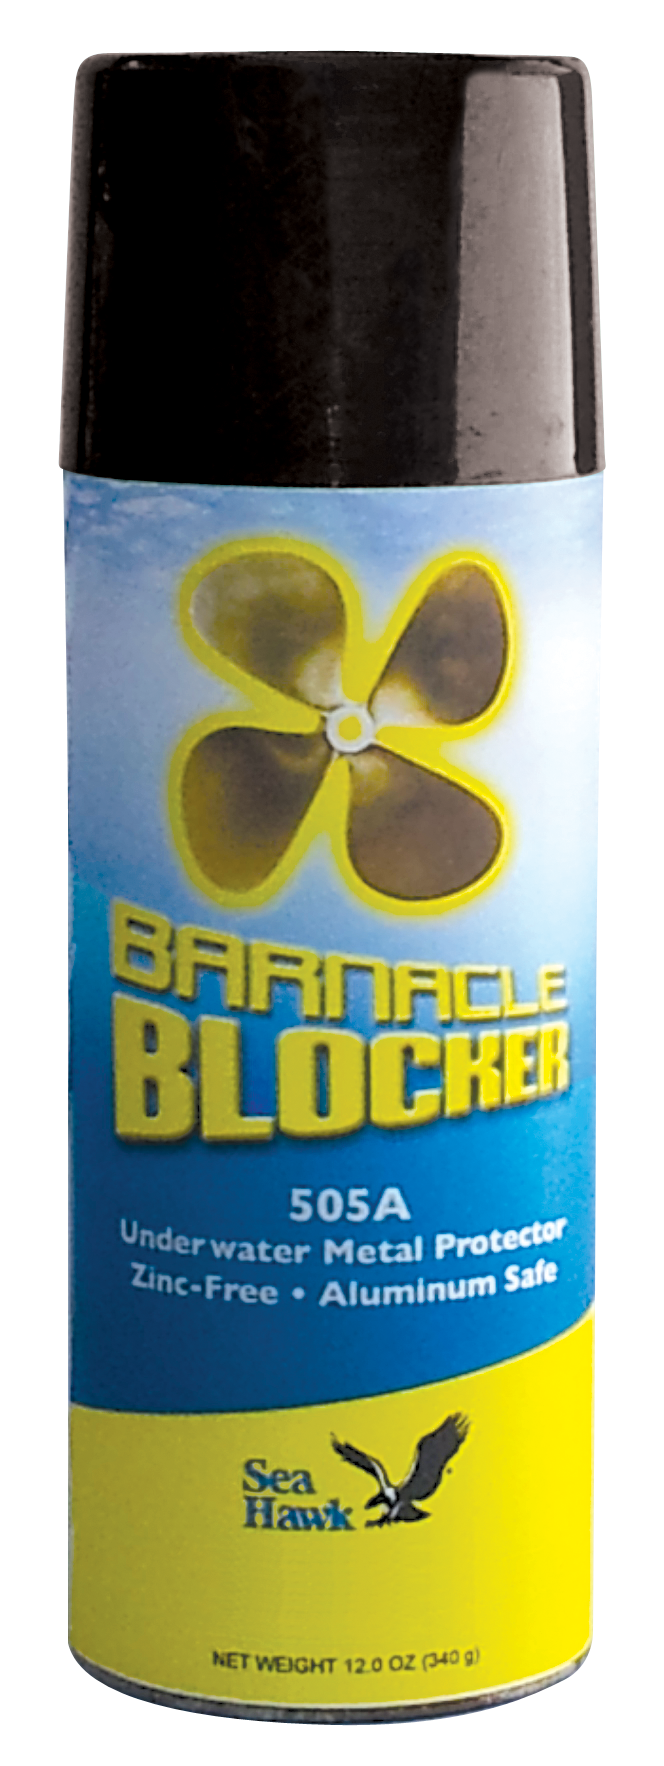 BARNACLE
BLOCKER
505A
Underwater Metal Protector
Zinc-Free • Aluminum Safe
Sea
Hawk
NET WEIGHT 12.0 OZ (340 g)